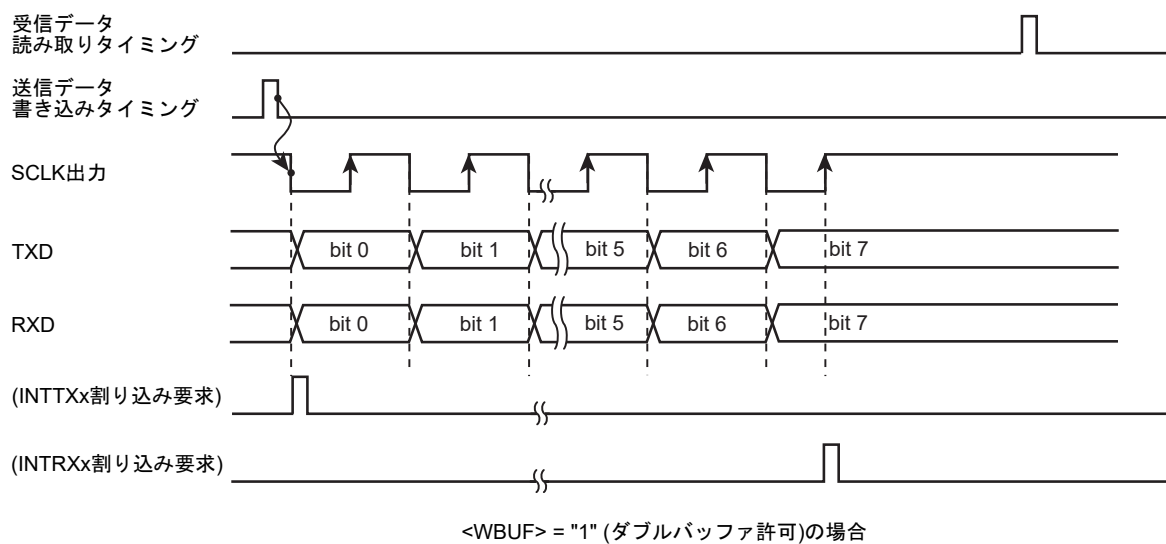 受信データ
読み取りタイミング
送信データ
書き込みタイミング
SCLK出力
TXD
bit 0
bit 1
bit 5
bit 6
bit 7
RXD
bit 0
bit 1
bit 5
bit 6
bit 7
(INTTXx割り込み要求)
(INTRXx割り込み要求)
<WBUF> = "1" (ダブルバッファ許可)の場合